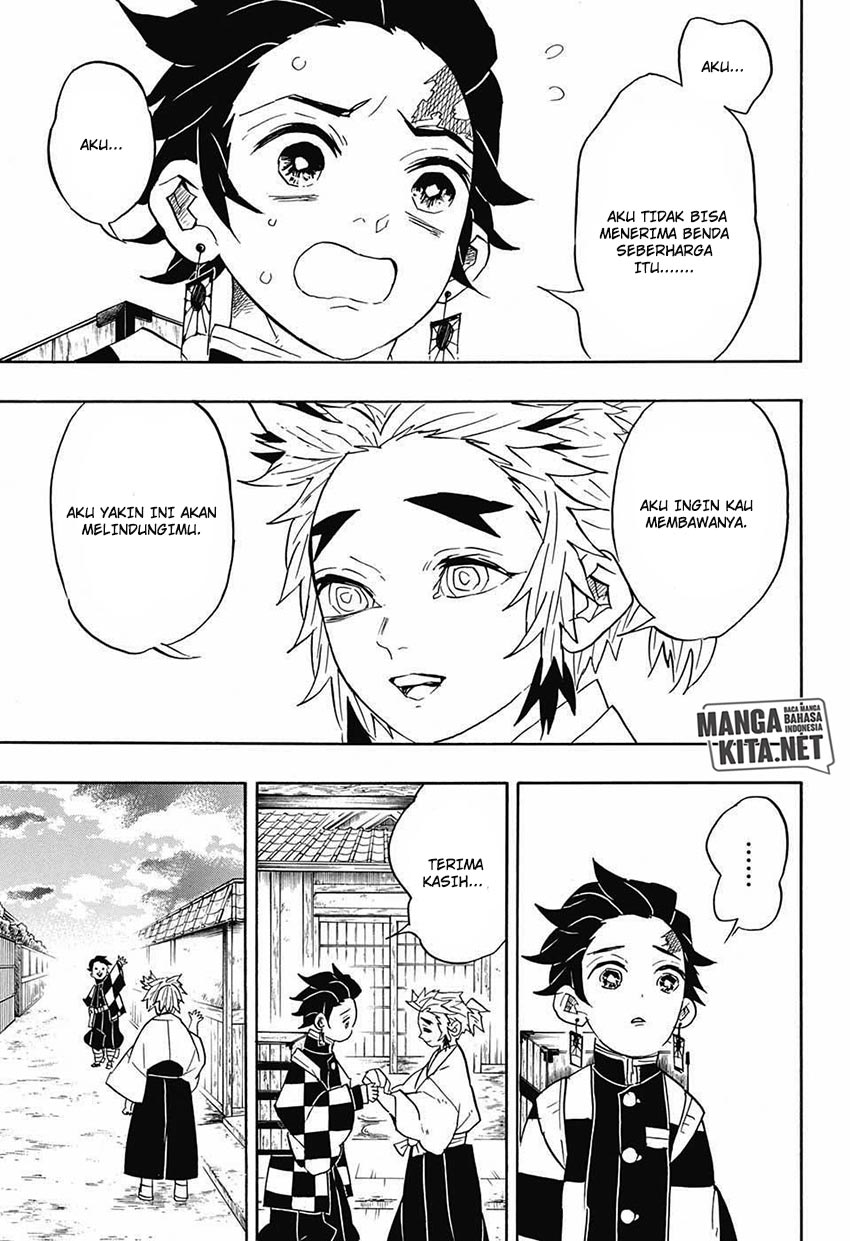 AKU...
AKU TIDAK BISA
MENERIMA BENDA
SEBERHARGA
ITU.......
AKU...
AKU INGIN KAU
MEMBAWANYA.
AKU YAKIN INI AKAN
MELINDUNGIMU.
MANGA
KITA.NET
BACA MANGA
BAHASA
INDONESIA
.......
TERIMA
KASIH...